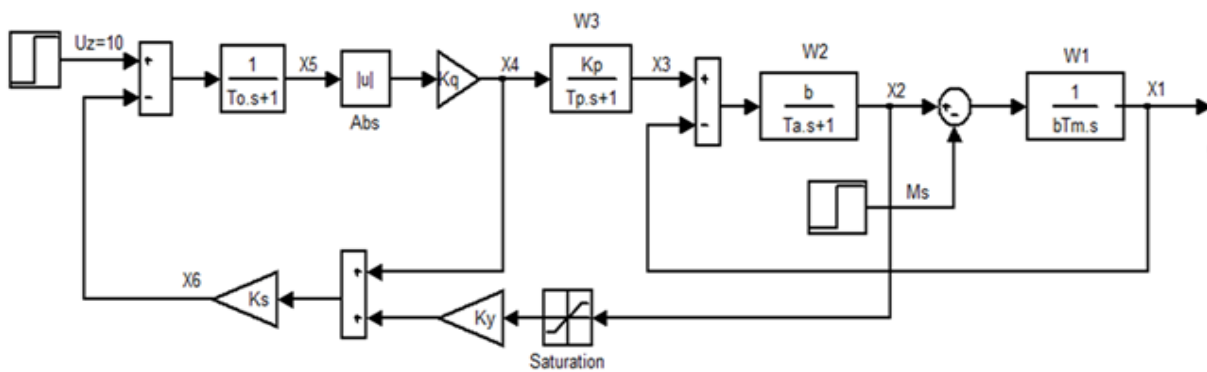 W3
Uz=10
1
To.s+1
X5
|u|
Abs
Kq
X4
Kp
Tp.s+1
X3
+
-
+
-
W2
b
Ta.s+1
X2
+
-
W1
1
bTm.s
X1
Ms
X6
Ks
+
+
Ky
Saturation